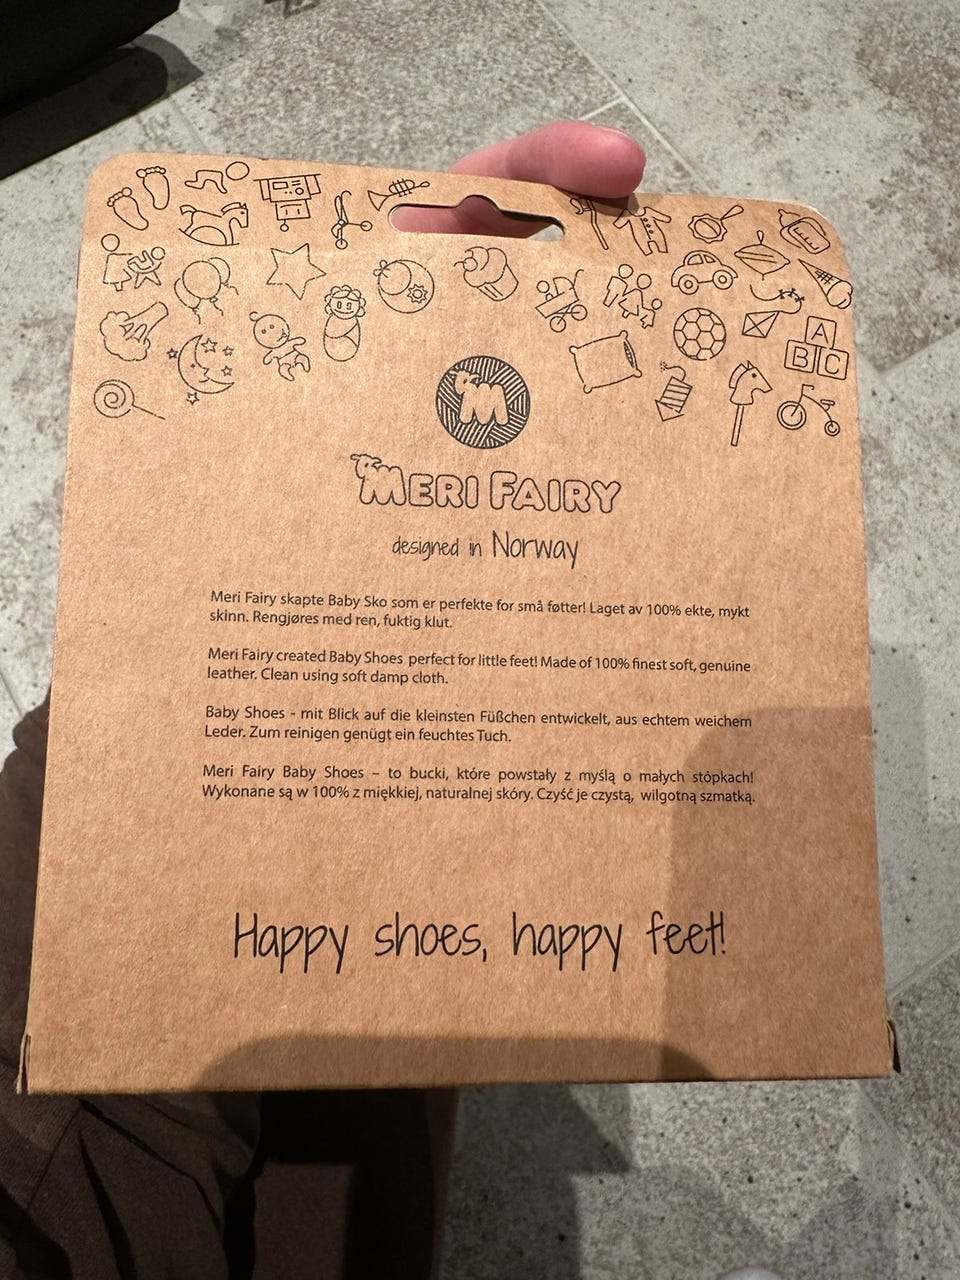 A
B C
M
MERI FAIRY
designed in Norway
Meri Fairy skapte Baby Sko som er perfekte for små føtter! Laget av 100% ekte, mykt
skinn. Rengjøres med ren, fuktig klut.
Meri Fairy created Baby Shoes perfect for little feet! Made of 100% finest soft, genuine
leather. Clean using soft damp cloth.
Baby Shoes - mit Blick auf die kleinsten Füßchen entwickelt, aus echtem weichem
Leder. Zum reinigen genügt ein feuchtes Tuch.
Meri Fairy Baby Shoes – to bucki, które powstały z myślą o małych stópkach!
Wykonane są w 100% z miękkiej, naturalnej skóry. Czyść je czystą, wilgotną szmatką.
Happy shoes, happy feet!